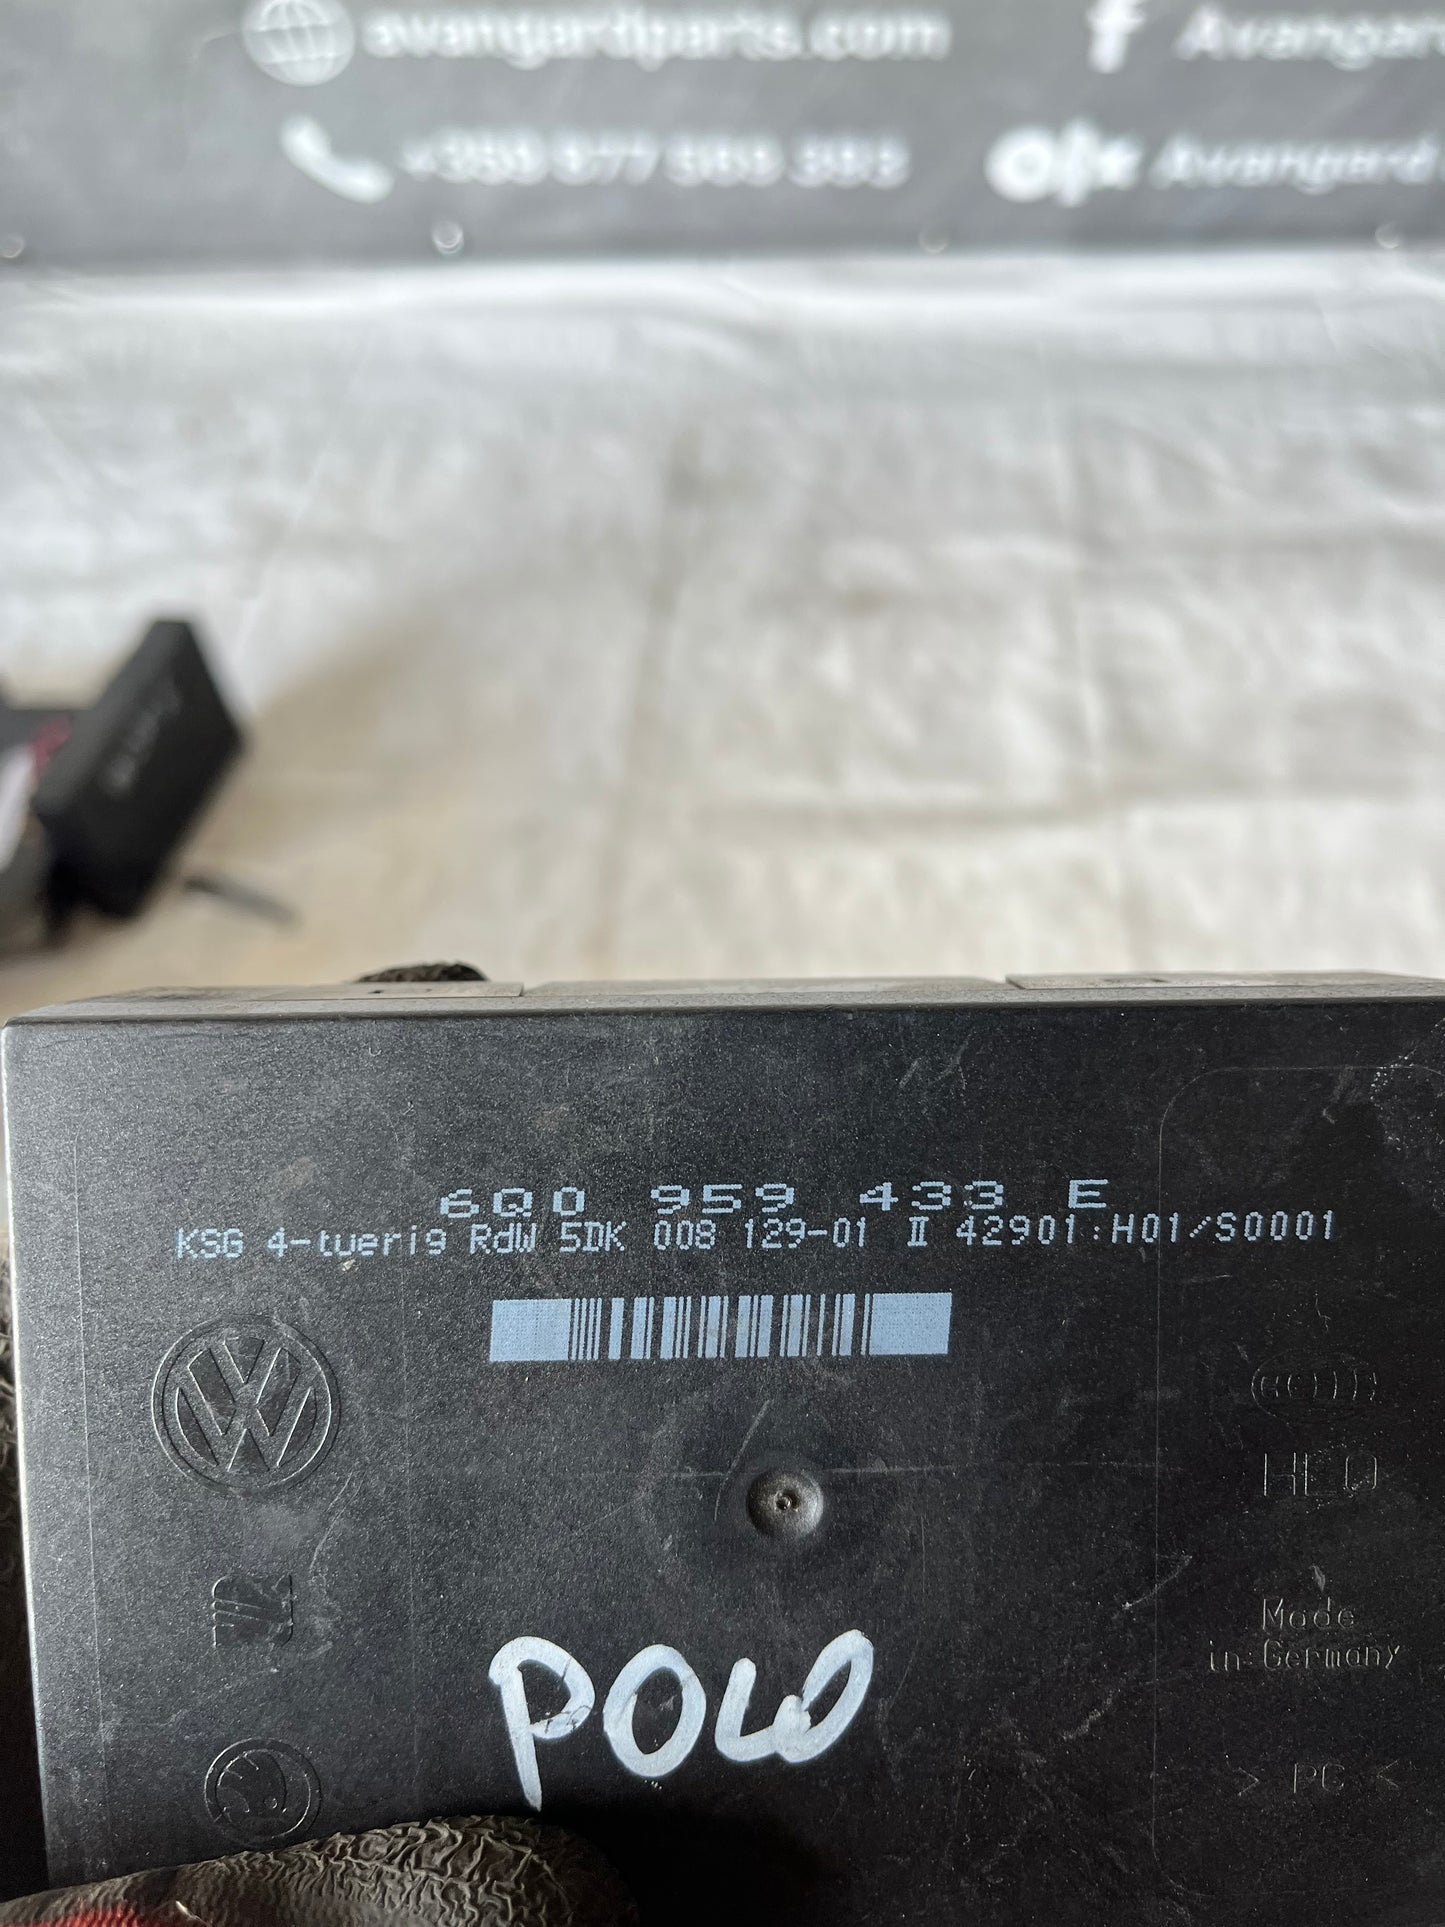 avangardparts.com
Avangard
Avangard
6Q0 959 433 E
KSG 4-tuerig RdW 5DK 008 129-01 II 42901:H01/S0001
HELLA
Made
in Germany
POLO